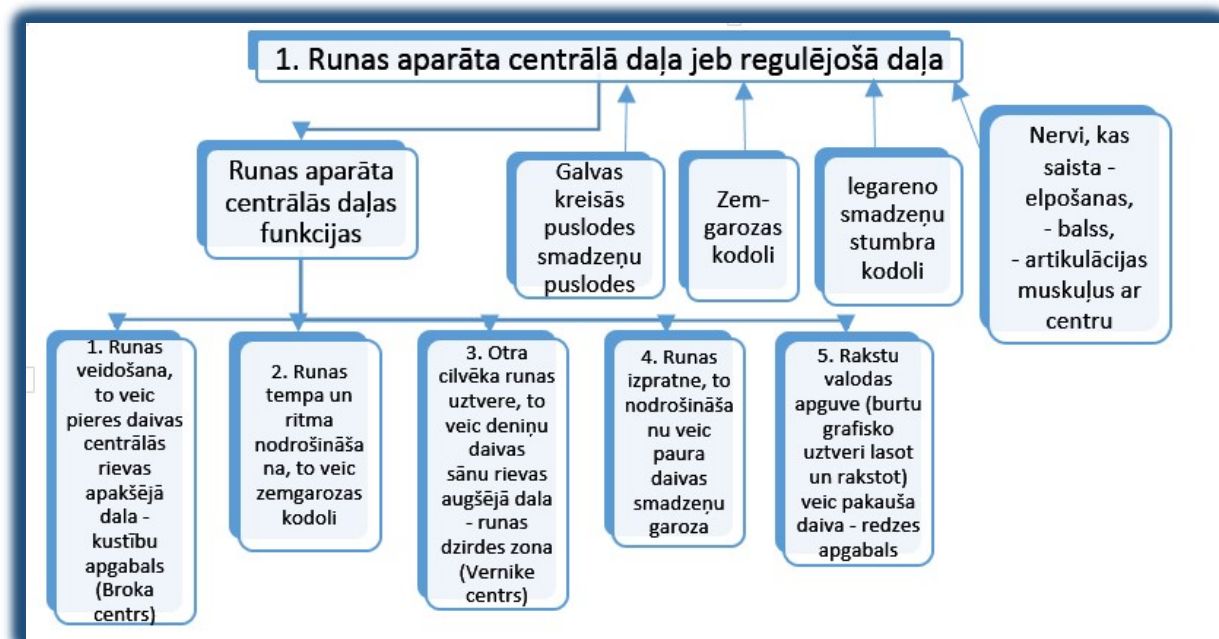 1. Runas aparāta centrālā daļa jeb regulējošā daļa
Runas aparāta
centrālās daļas
funkcijas
Galvas
kreisās
puslodes
smadzeņu
puslodes
Zem-
garozas
kodoli
Iegareno
smadzeņu
stumbra
kodoli
Nervi, kas
saista -
elpošanas,
- balss,
- artikulācijas
muskuļus ar
centru
1. Runas
veidošana,
to veic
pieres daivas
centrālās
rievas
apakšējā
dala -
kustību
apgabals
(Broka
centrs)
2. Runas
tempa un
ritma
nodrošināša
na, to veic
zemgarozas
kodoli
3. Otra
cilvēka runas
uztvere, to
veic deniņu
daivas
sānu rievas
augšējā dala
- runas
dzirdes zona
(Vernike
centrs)
4. Runas
izpratne, to
nodrošināša
nu veic
paura
daivas
smadzeņu
garoza
5. Rakstu
valodas
apguve (burtu
grafisko
uztveri lasot
un rakstot)
veic pakauša
daiva - redzes
apgabals